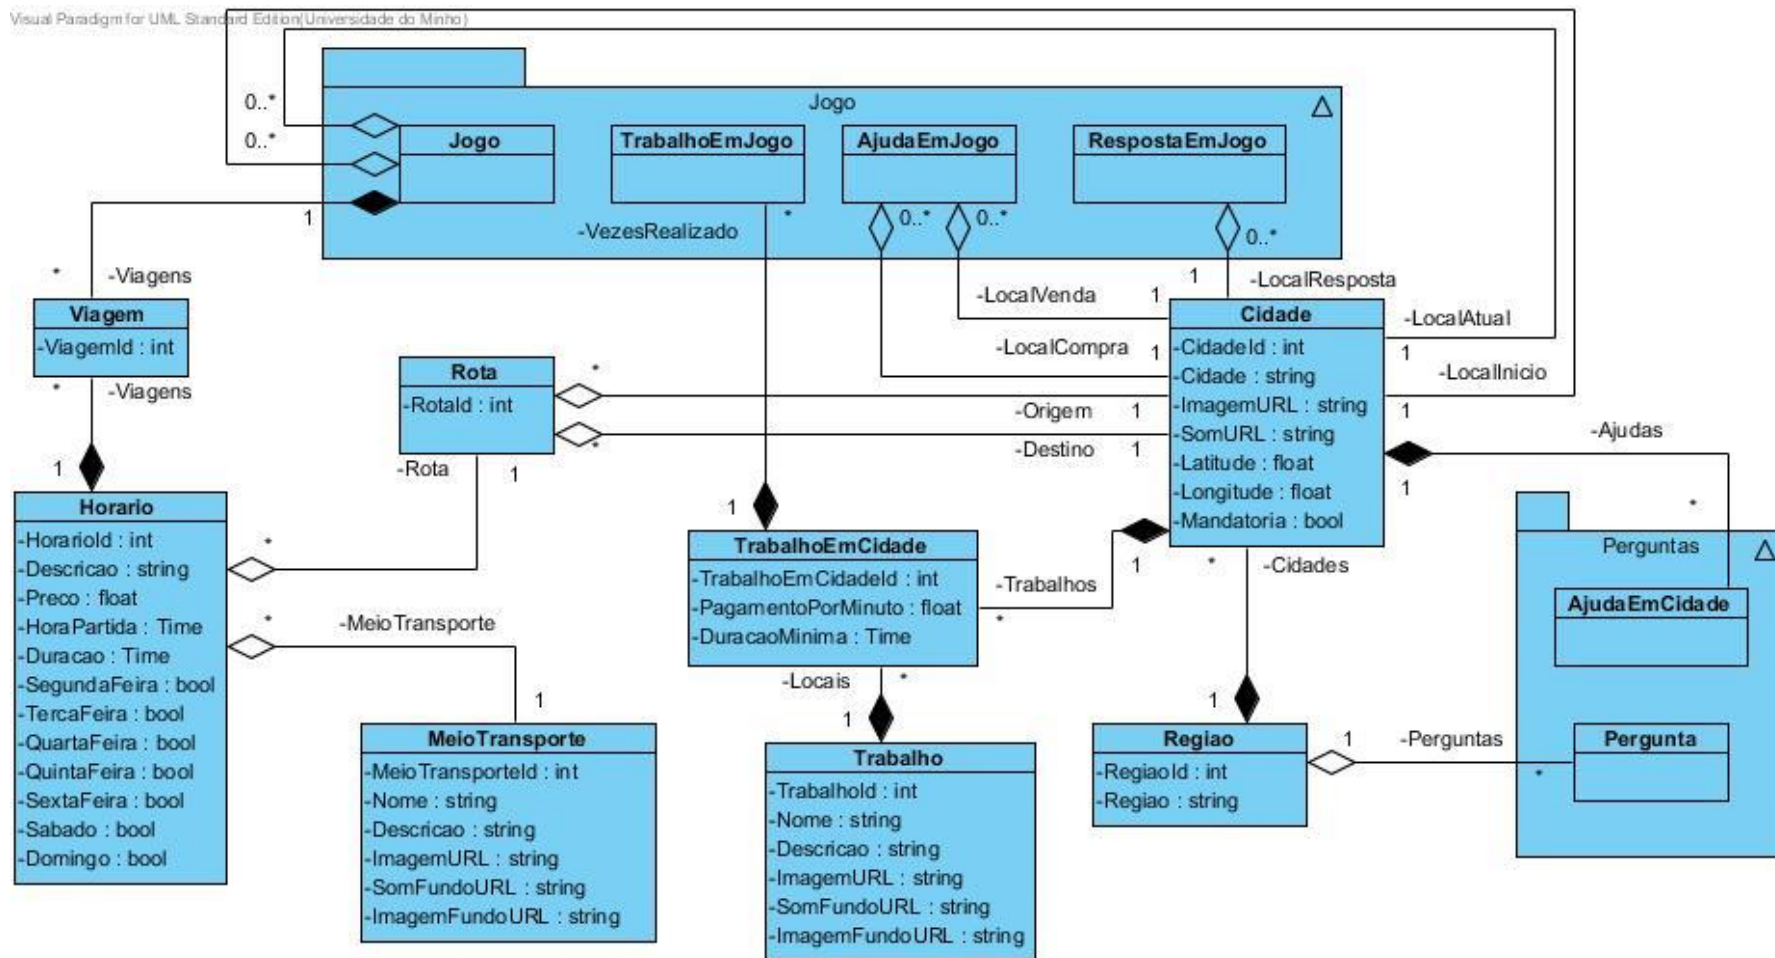 Visual Paradigm for UML Standard Edition(Universidade do Minho)
Jogo
0..*
0..*
Jogo
TrabalhoEmJogo
AjudaEmJogo
RespostaEmJogo
1
-VezesRealizado
*
0..*
0..*
0..*
*
-Viagens
1
-LocalResposta
-LocalVenda
1
Viagem
-ViagemId : int
Cidade
-CidadeId : int
-Cidade : string
-ImagemURL : string
-SomURL : string
-Latitude : float
-Longitude : float
-Mandatoria : bool
-LocalAtual
1
-LocalCompra
1
-LocalInicio
1
*
-Viagens
Rota
-RotaId : int
*
-Origem
1
*
-Destino
1
-Ajudas
1
*
1
-Rota
1
Horario
-HorarioId : int
-Descricao : string
-Preco : float
-HoraPartida : Time
-Duracao : Time
-SegundaFeira : bool
-TercaFeira : bool
-QuartaFeira : bool
-QuintaFeira : bool
-SextaFeira : bool
-Sabado : bool
-Domingo : bool
*
*
-MeioTransporte
1
1
TrabalhoEmCidade
-TrabalhoEmCidadeId : int
-PagamentoPorMinuto : float
-DuracaoMinima : Time
-Trabalhos
1
*
*
-Cidades
Perguntas
AjudaEmCidade
-Locais
*
1
1
MeioTransporte
-MeioTransporteId : int
-Nome : string
-Descricao : string
-ImagemURL : string
-SomFundoURL : string
-ImagemFundoURL : string
Trabalho
-TrabalhoId : int
-Nome : string
-Descricao : string
-ImagemURL : string
-SomFundoURL : string
-ImagemFundoURL : string
Regiao
-RegiaoId : int
-Regiao : string
1
-Perguntas
*
Pergunta